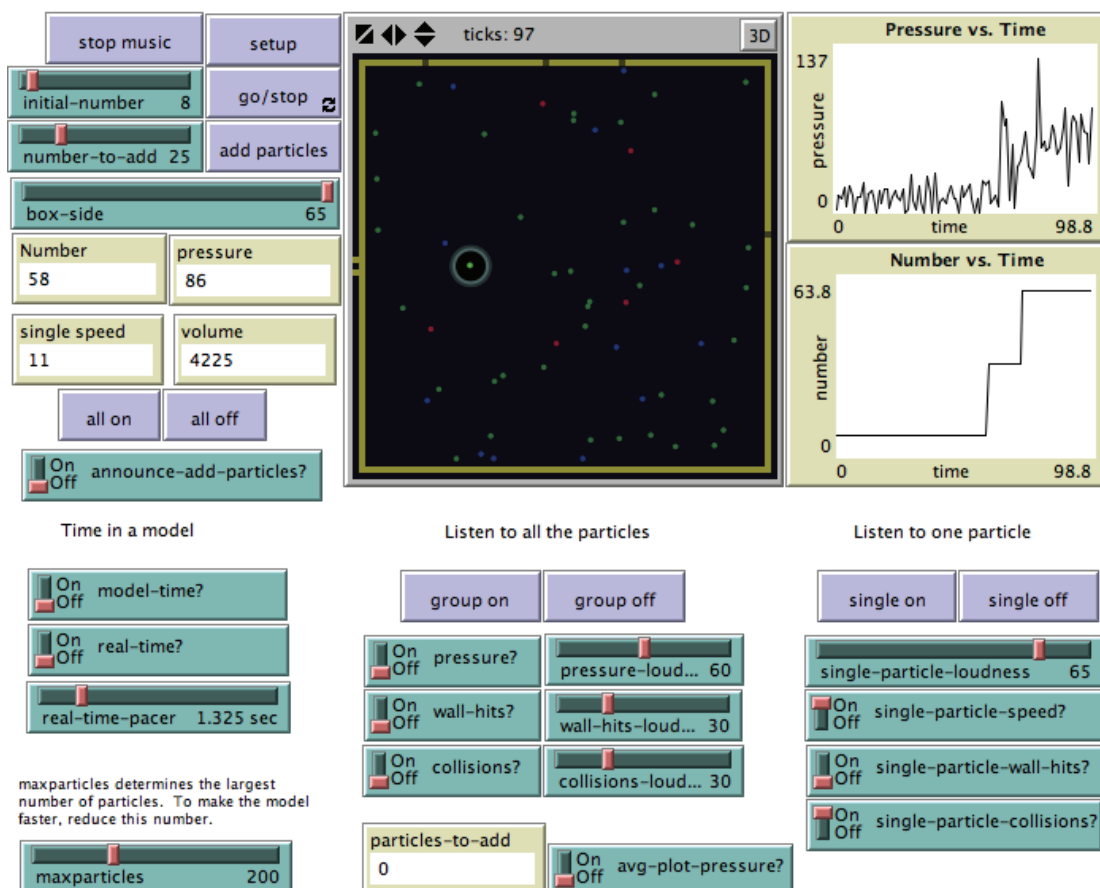 stop music
setup
ticks: 97
3D
initial-number 8
go/stop
number-to-add 25
add particles
box-side 65
Number
58
pressure
86
single speed
11
volume
4225
all on
all off
On
Off
announce-add-particles?
Pressure vs. Time
137
pressure
0
0
time
98.8
Number vs. Time
63.8
number
0
0
time
98.8
Time in a model
On
Off
model-time?
On
Off
real-time?
real-time-pacer 1.325 sec
maxparticles determines the largest
number of particles. To make the model
faster, reduce this number.
maxparticles 200
Listen to all the particles
group on
group off
On
Off
pressure?
pressure-loud... 60
On
Off
wall-hits?
wall-hits-loud... 30
On
Off
collisions?
collisions-loud... 30
particles-to-add
0
On
Off
avg-plot-pressure?
Listen to one particle
single on
single off
single-particle-loudness 65
On
Off
single-particle-speed?
On
Off
single-particle-wall-hits?
On
Off
single-particle-collisions?